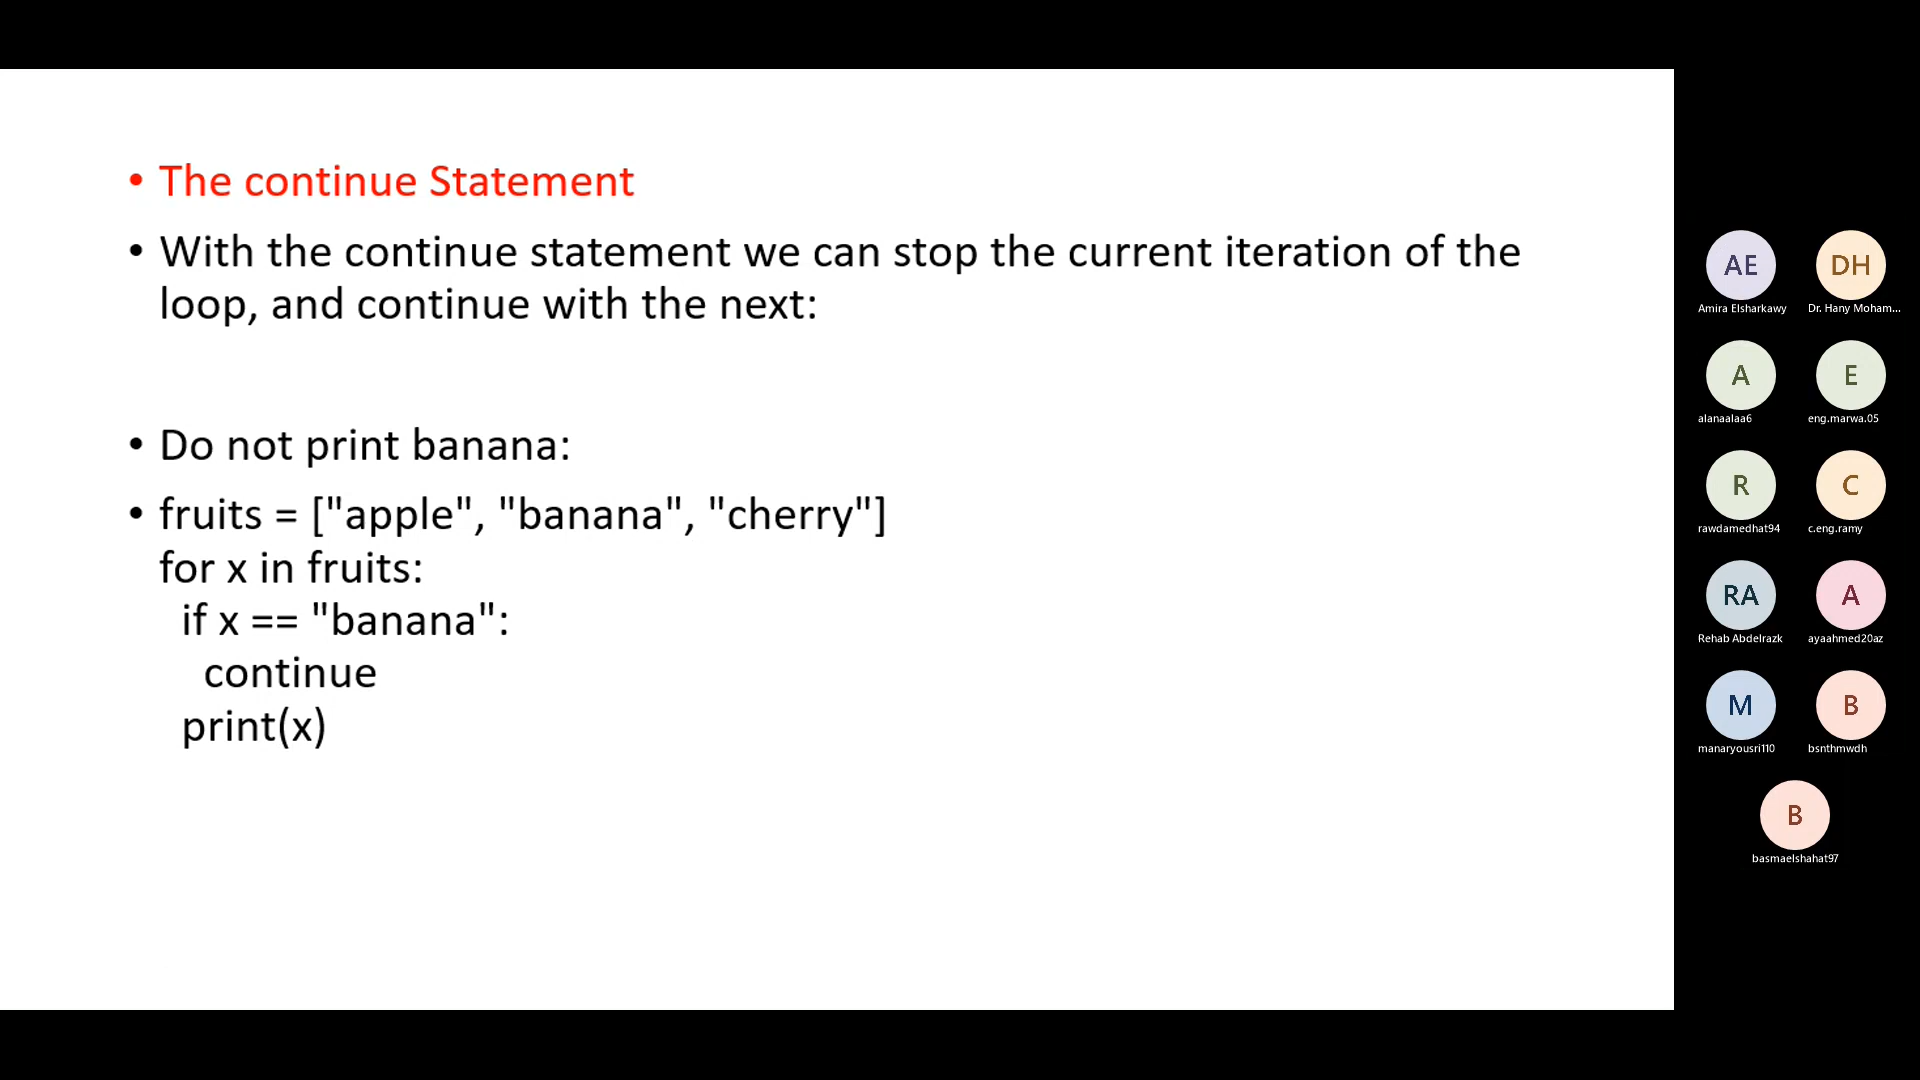 • The continue Statement
• With the continue statement we can stop the current iteration of the
loop, and continue with the next:
• Do not print banana:
• fruits = ["apple", "banana", "cherry"]
for x in fruits:
  if x == "banana":
    continue
  print(x)
AE DH
Amira Elsharkawy Dr. Hany Moham...
A E
alanaalaa6 eng.marwa.05
R C
rawdamedhat94 c.eng.ramy
RA A
Rehab Abdelrazk ayaahmed20az
M B
manaryousri110 bsnthmwdh
B
basmaelshahat97